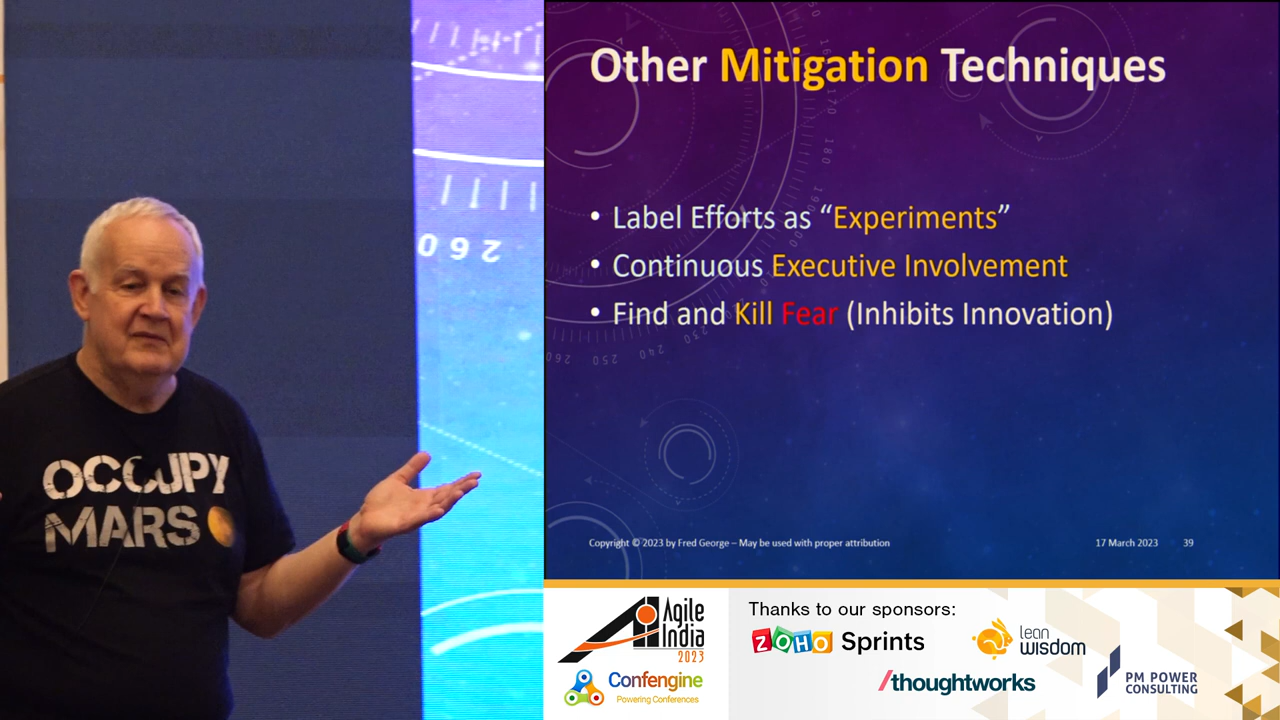 OCCUPY
MARS
260
Other Mitigation Techniques
• Label Efforts as “Experiments”
• Continuous Executive Involvement
• Find and Kill Fear (Inhibits Innovation)
Copyright © 2023 by Fred George – May be used with proper attribution
17 March 2023 39
Agile
India
2023
Confengine
Powering Conferences
Thanks to our sponsors:
ZOHO Sprints
lean
wisdom
/thoughtworks
PM POWER
CONSULTING